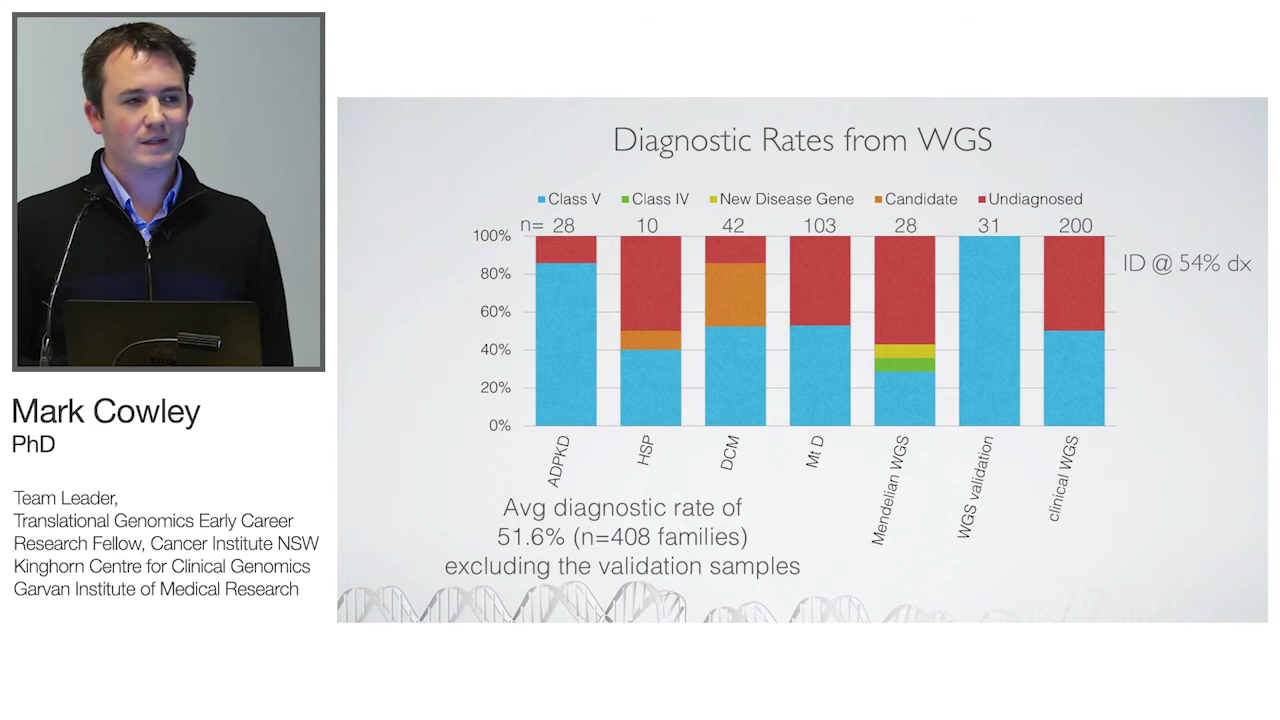 Mark Cowley
PhD
Team Leader,
Translational Genomics Early Career
Research Fellow, Cancer Institute NSW
Kinghorn Centre for Clinical Genomics
Garvan Institute of Medical Research
Diagnostic Rates from WGS
Class V Class IV New Disease Gene Candidate Undiagnosed
n= 28 10 42 103 28 31 200
100%
80%
60%
40%
20%
0%
ID @ 54% dx
ADPKD
HSP
DCM
Mt D
Mendelian WGS
WGS validation
clinical WGS
Avg diagnostic rate of
51.6% (n=408 families)
excluding the validation samples